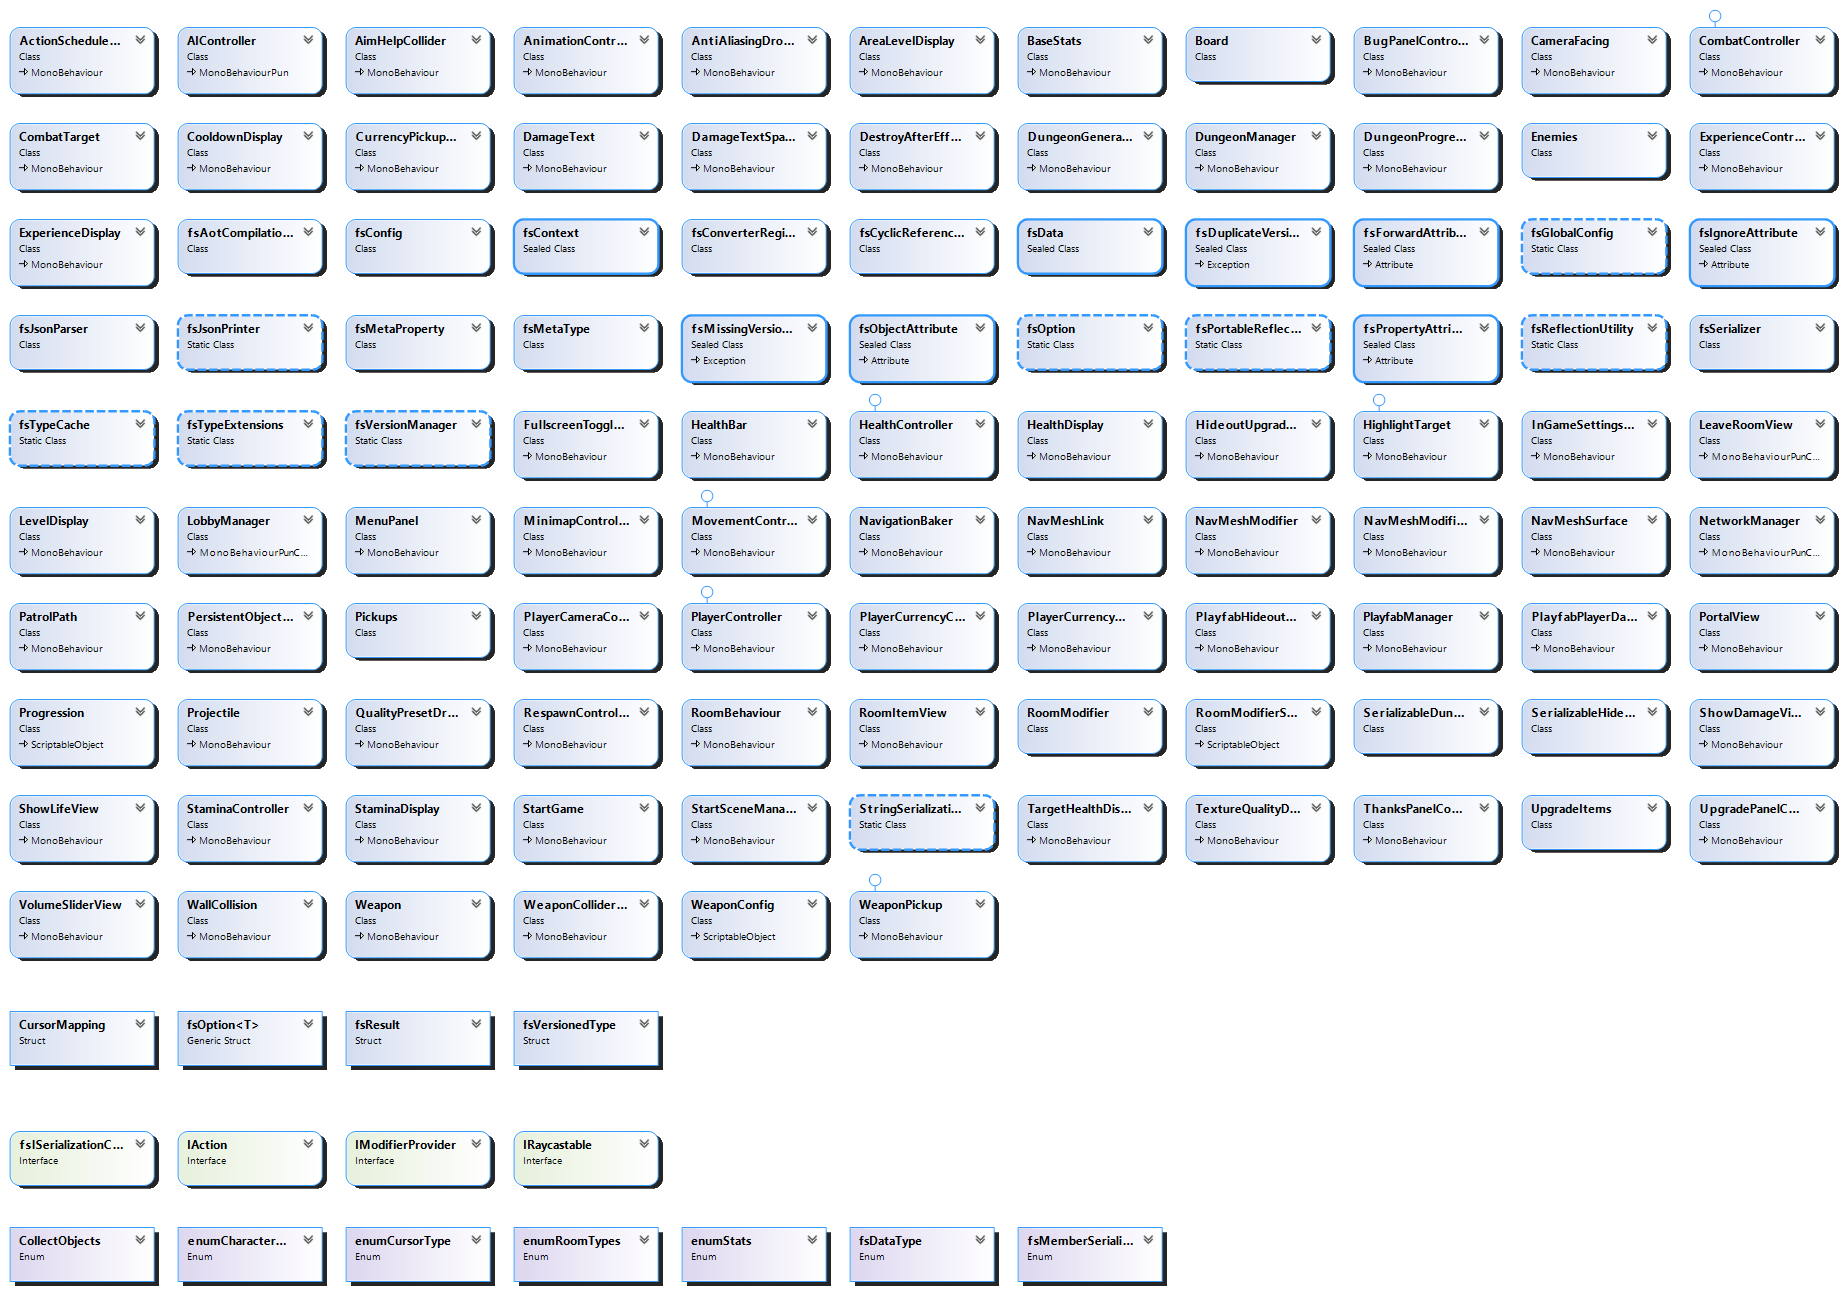 ActionSchedule... AIController AimHelpCollider AnimationContr... AntiAliasingDro... AreaLevelDisplay BaseStats Board BugPanelContro... CameraFacing CombatController
Class Class Class Class Class Class Class Class Class Class Class
MonoBehaviour MonoBehaviourPun MonoBehaviour MonoBehaviour MonoBehaviour MonoBehaviour MonoBehaviour MonoBehaviour MonoBehaviour MonoBehaviour
CombatTarget CooldownDisplay CurrencyPickup... DamageText DamageTextSpa... DestroyAfterEff... DungeonGenera... DungeonManager DungeonProgre... Enemies ExperienceContr...
Class Class Class Class Class Class Class Class Class Class Class
MonoBehaviour MonoBehaviour MonoBehaviour MonoBehaviour MonoBehaviour MonoBehaviour MonoBehaviour MonoBehaviour MonoBehaviour MonoBehaviour
ExperienceDisplay fsAotCompilatio... fsConfig fsContext fsConverterRegi... fsCyclicReferenc... fsData fsDuplicateVersi... fsForwardAttrib... fsGlobalConfig fsIgnoreAttribute
Class Class Class Sealed Class Class Class Sealed Class Sealed Class Sealed Class Static Class Sealed Class
MonoBehaviour Exception Attribute Attribute
fsJsonParser fsJsonPrinter fsMetaProperty fsMetaType fsMissingVersio... fsObjectAttribute fsOption fsPortableReflec... fsPropertyAttri... fsReflectionUtility fsSerializer
Class Static Class Class Class Sealed Class Sealed Class Static Class Static Class Sealed Class Static Class Class
Exception Attribute Attribute
fsTypeCache fsTypeExtensions fsVersionManager FullscreenToggl... HealthBar HealthController HealthDisplay HideoutUpgrad... HighlightTarget InGameSettings... LeaveRoomView
Static Class Static Class Static Class Class Class Class Class Class Class Class Class
MonoBehaviour MonoBehaviour MonoBehaviour MonoBehaviour MonoBehaviour MonoBehaviour MonoBehaviour MonoBehaviourPunC...
LevelDisplay LobbyManager MenuPanel MinimapControl... MovementContr... NavigationBaker NavMeshLink NavMeshModifier NavMeshModifi... NavMeshSurface NetworkManager
Class Class Class Class Class Class Class Class Class Class Class
MonoBehaviour MonoBehaviourPunC... MonoBehaviour MonoBehaviour MonoBehaviour MonoBehaviour MonoBehaviour MonoBehaviour MonoBehaviour MonoBehaviour MonoBehaviourPunC...
PatrolPath PersistentObject... Pickups PlayerCameraCo... PlayerController PlayerCurrencyC... PlayerCurrency... PlayfabHideout... PlayfabManager PlayfabPlayerDa... PortalView
Class Class Class Class Class Class Class Class Class Class Class
MonoBehaviour MonoBehaviour MonoBehaviour MonoBehaviour MonoBehaviour MonoBehaviour MonoBehaviour MonoBehaviour MonoBehaviour MonoBehaviour
Progression Projectile QualityPresetDr... RespawnControl... RoomBehaviour RoomItemView RoomModifier RoomModifierS... SerializableDun... SerializableHide... ShowDamageVi...
Class Class Class Class Class Class Class Class Class Class Class
ScriptableObject MonoBehaviour MonoBehaviour MonoBehaviour MonoBehaviour MonoBehaviour ScriptableObject MonoBehaviour
ShowLifeView StaminaController StaminaDisplay StartGame StartSceneMana... StringSerializati... TargetHealthDis... TextureQualityD... ThanksPanelCo... UpgradeItems UpgradePanelC...
Class Class Class Class Class Static Class Class Class Class Class Class
MonoBehaviour MonoBehaviour MonoBehaviour MonoBehaviour MonoBehaviour MonoBehaviour MonoBehaviour MonoBehaviour MonoBehaviour
VolumeSliderView WallCollision Weapon WeaponCollider... WeaponConfig WeaponPickup
Class Class Class Class Class Class
MonoBehaviour MonoBehaviour MonoBehaviour MonoBehaviour ScriptableObject MonoBehaviour
CursorMapping fsOption<T> fsResult fsVersionedType
Struct Generic Struct Struct Struct
fsISerializationC... IAction IModifierProvider IRaycastable
Interface Interface Interface Interface
CollectObjects enumCharacter... enumCursorType enumRoomTypes enumStats fsDataType fsMemberSeriali...
Enum Enum Enum Enum Enum Enum Enum